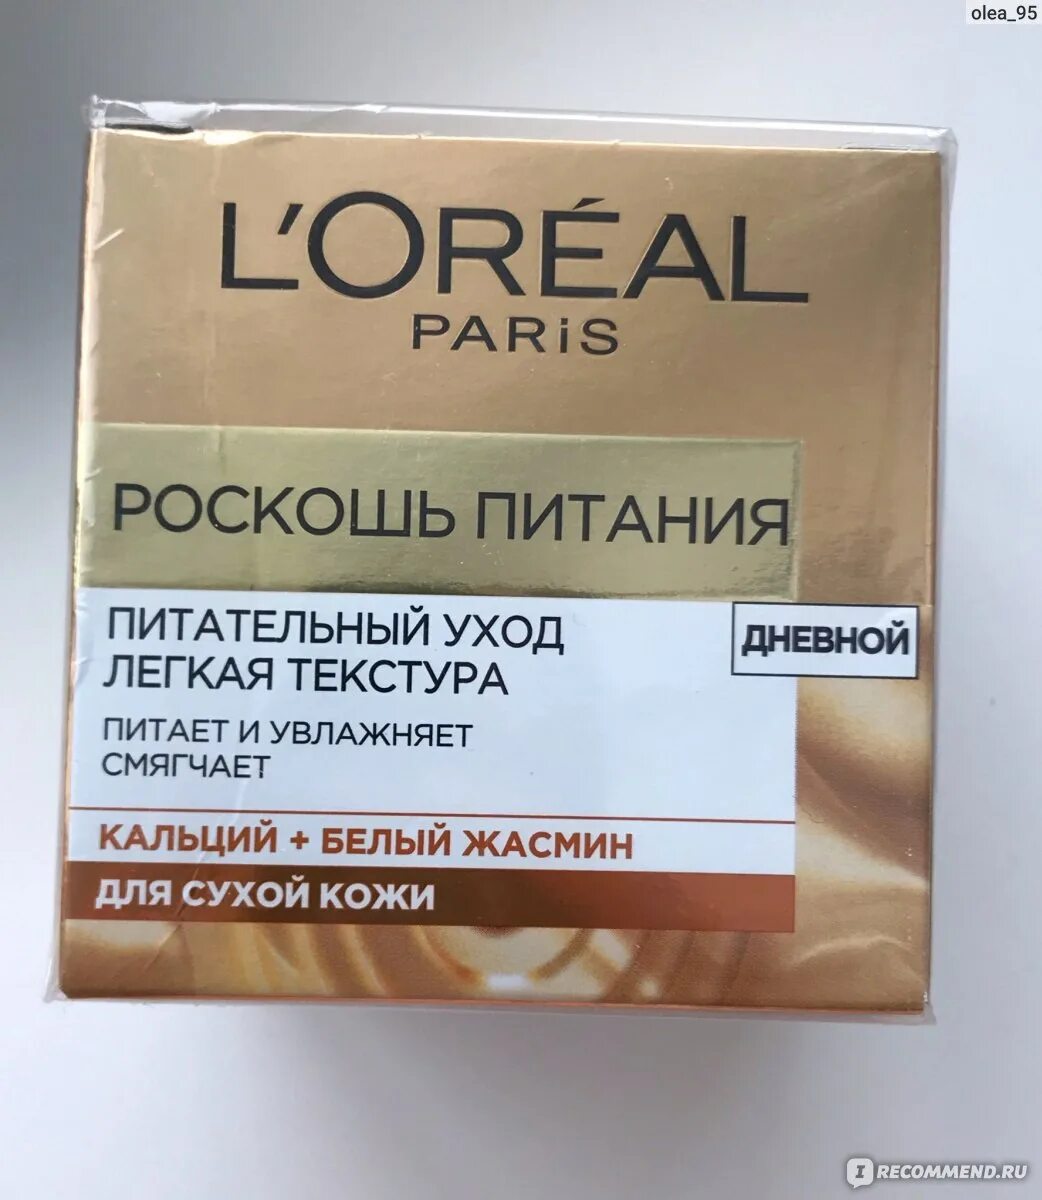 olea_95
L'ORÉAL
PARiS
РОСКОШЬ ПИТАНИЯ
ПИТАТЕЛЬНЫЙ УХОД
ЛЕГКАЯ ТЕКСТУРА
ДНЕВНОЙ
ПИТАЕТ И УВЛАЖНЯЕТ
СМЯГЧАЕТ
КАЛЬЦИЙ + БЕЛЫЙ ЖАСМИН
ДЛЯ СУХОЙ КОЖИ
I RECOMMEND.RU